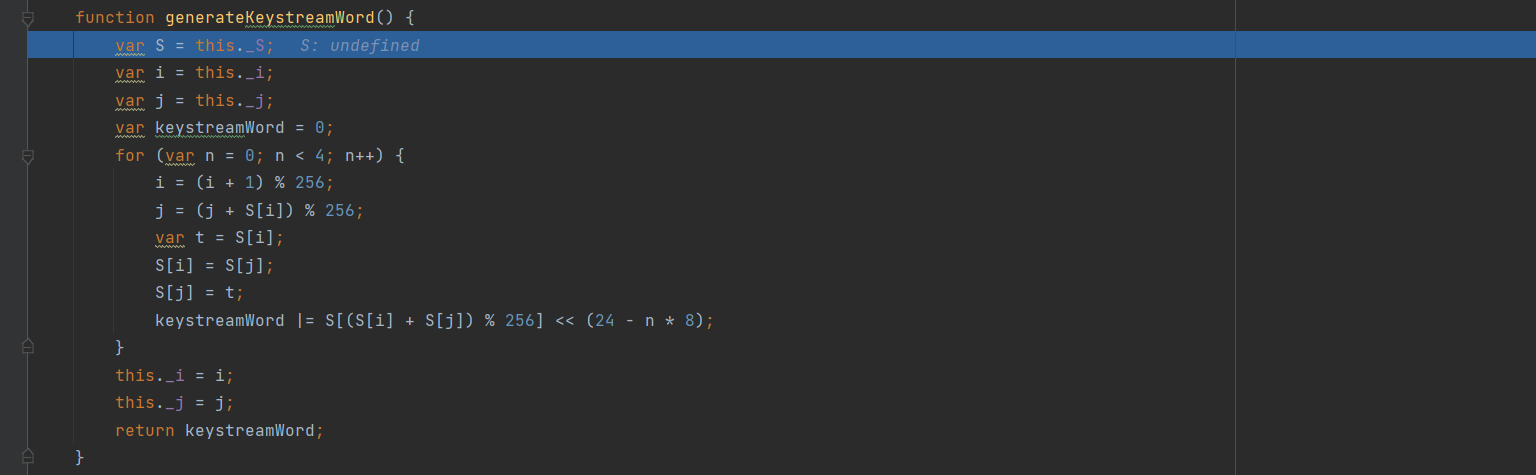 function generateKeystreamWord() {
    var S = this._S;   S: undefined
    var i = this._i;
    var j = this._j;
    var keystreamWord = 0;
    for (var n = 0; n < 4; n++) {
        i = (i + 1) % 256;
        j = (j + S[i]) % 256;
        var t = S[i];
        S[i] = S[j];
        S[j] = t;
        keystreamWord |= S[(S[i] + S[j]) % 256] << (24 - n * 8);
    }
    this._i = i;
    this._j = j;
    return keystreamWord;
}